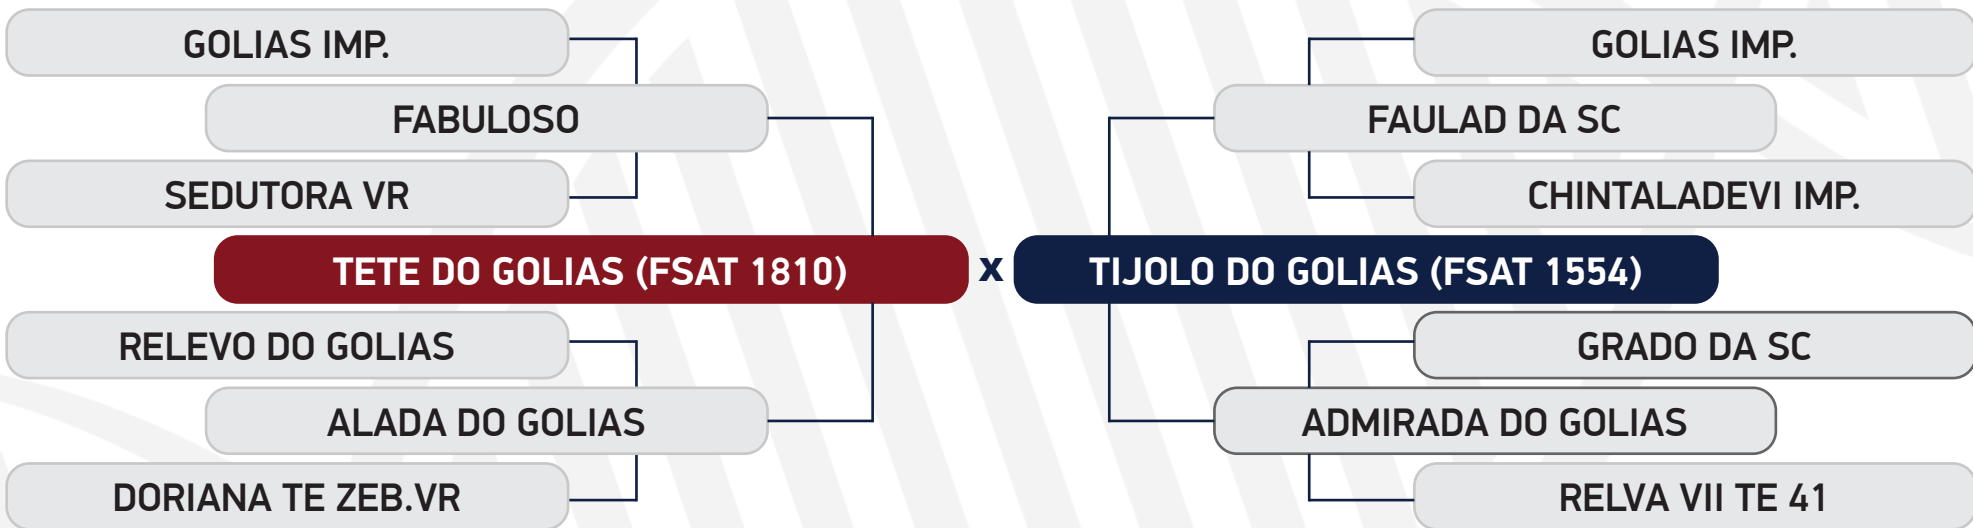 GOLIAS IMP.
GOLIAS IMP.
FABULOSO
FAULAD DA SC
SEDUTORA VR
CHINTALADEVI IMP.
TETE DO GOLIAS (FSAT 1810) x TIJOLO DO GOLIAS (FSAT 1554)
RELEVO DO GOLIAS
GRADO DA SC
ALADA DO GOLIAS
ADMIRADA DO GOLIAS
DORIANA TE ZEB.VR
RELVA VII TE 41